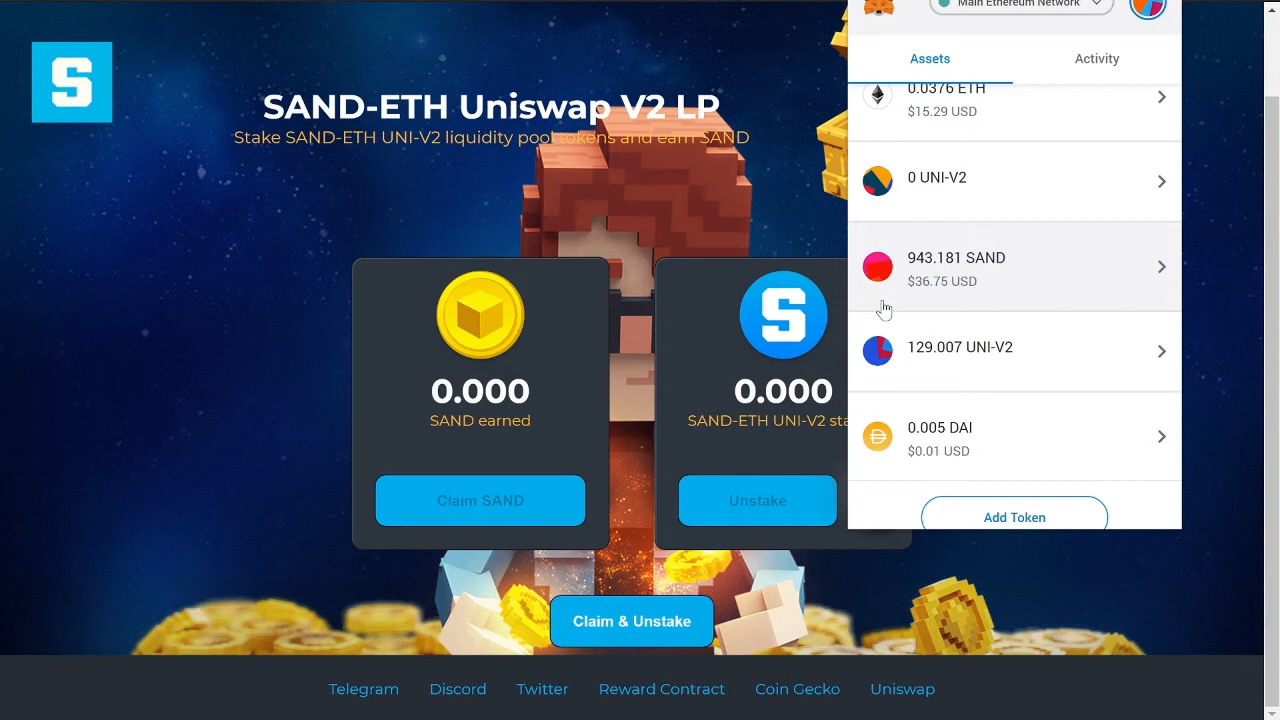 Main Ethereum Network
Assets
Activity
0.0376 ETH
$15.29 USD
0 UNI-V2
943.181 SAND
$36.75 USD
129.007 UNI-V2
0.005 DAI
$0.01 USD
Add Token
S
SAND-ETH Uniswap V2 LP
Stake SAND-ETH UNI-V2 liquidity pool tokens and earn SAND
0.000
SAND earned
Claim SAND
S
0.000
SAND-ETH UNI-V2 sta
Unstake
Claim & Unstake
Telegram
Discord
Twitter
Reward Contract
Coin Gecko
Uniswap